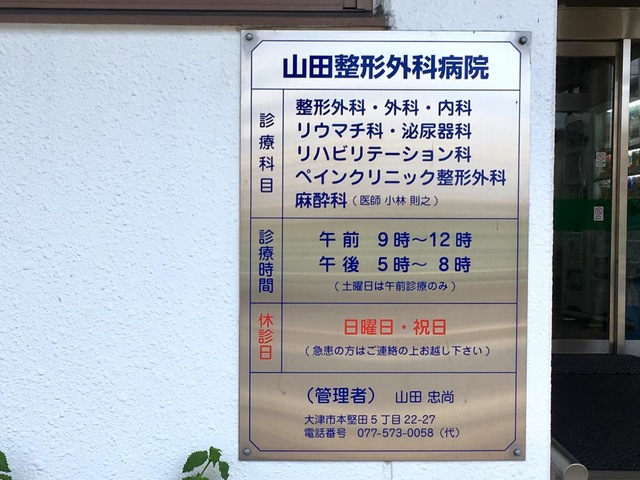 山田整形外科病院
診療科目
整形外科・外科・内科
リウマチ科・泌尿器科
リハビリテーション科
ペインクリニック整形外科
麻酔科（医師 小林 則之）
診療時間
午前 9時〜12時
午後 5時〜 8時
（土曜日は午前診療のみ）
休診日
日曜日・祝日
（急患の方はご連絡の上お越し下さい）
（管理者） 山田 忠尚
大津市本堅田5丁目22-27
電話番号 077-573-0058（代）